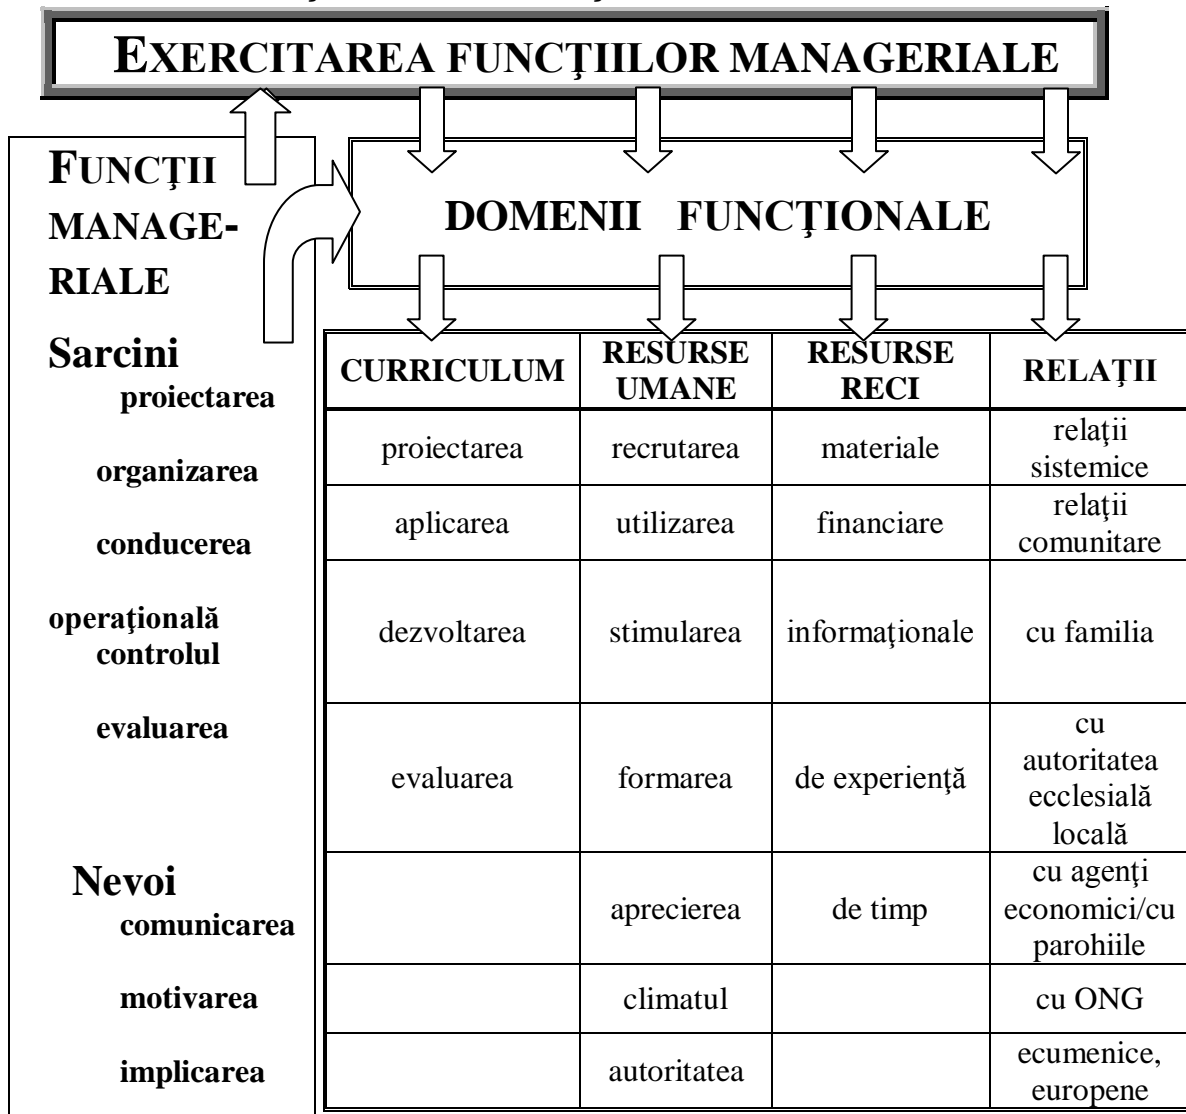 EXERCITAREA FUNCŢIILOR MANAGERIALE
FUNCŢII
MANAGE-
RIALE
Sarcini
proiectarea
organizarea
conducerea
operaţională
controlul
evaluarea
Nevoi
comunicarea
motivarea
implicarea
DOMENII FUNCŢIONALE
CURRICULUM
RESURSE
UMANE
RESURSE
RECI
RELAŢII
proiectarea
recrutarea
materiale
relaţii
sistemice
aplicarea
utilizarea
financiare
relaţii
comunitare
dezvoltarea
stimularea
informaţionale
cu familia
evaluarea
formarea
de experienţă
cu
autoritatea
ecclesială
locală
aprecierea
de timp
cu agenţi
economici/cu
parohiile
climatul
cu ONG
autoritatea
ecumenice,
europene